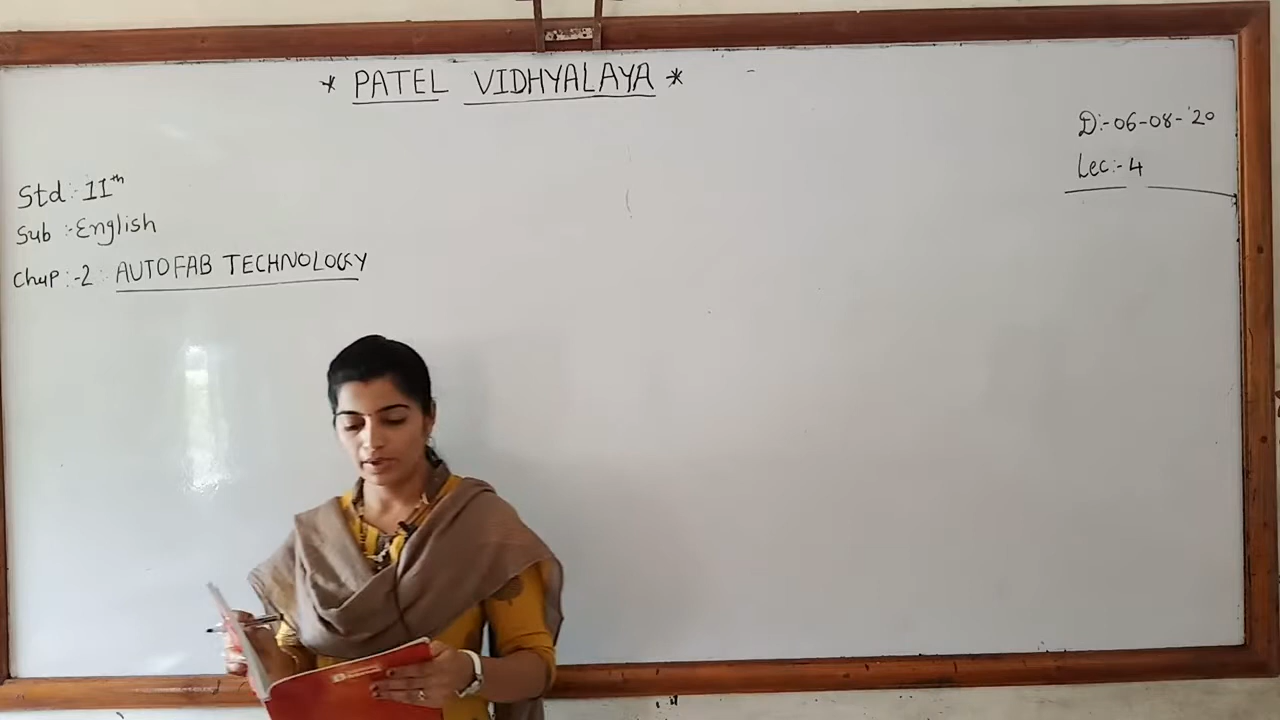 * PATEL VIDHYALAYA *
D:-06-08-'20
Lec:- 4
Std:- 11th
Sub :- English
Chap :-2 : AUTOFAB TECHNOLOGY